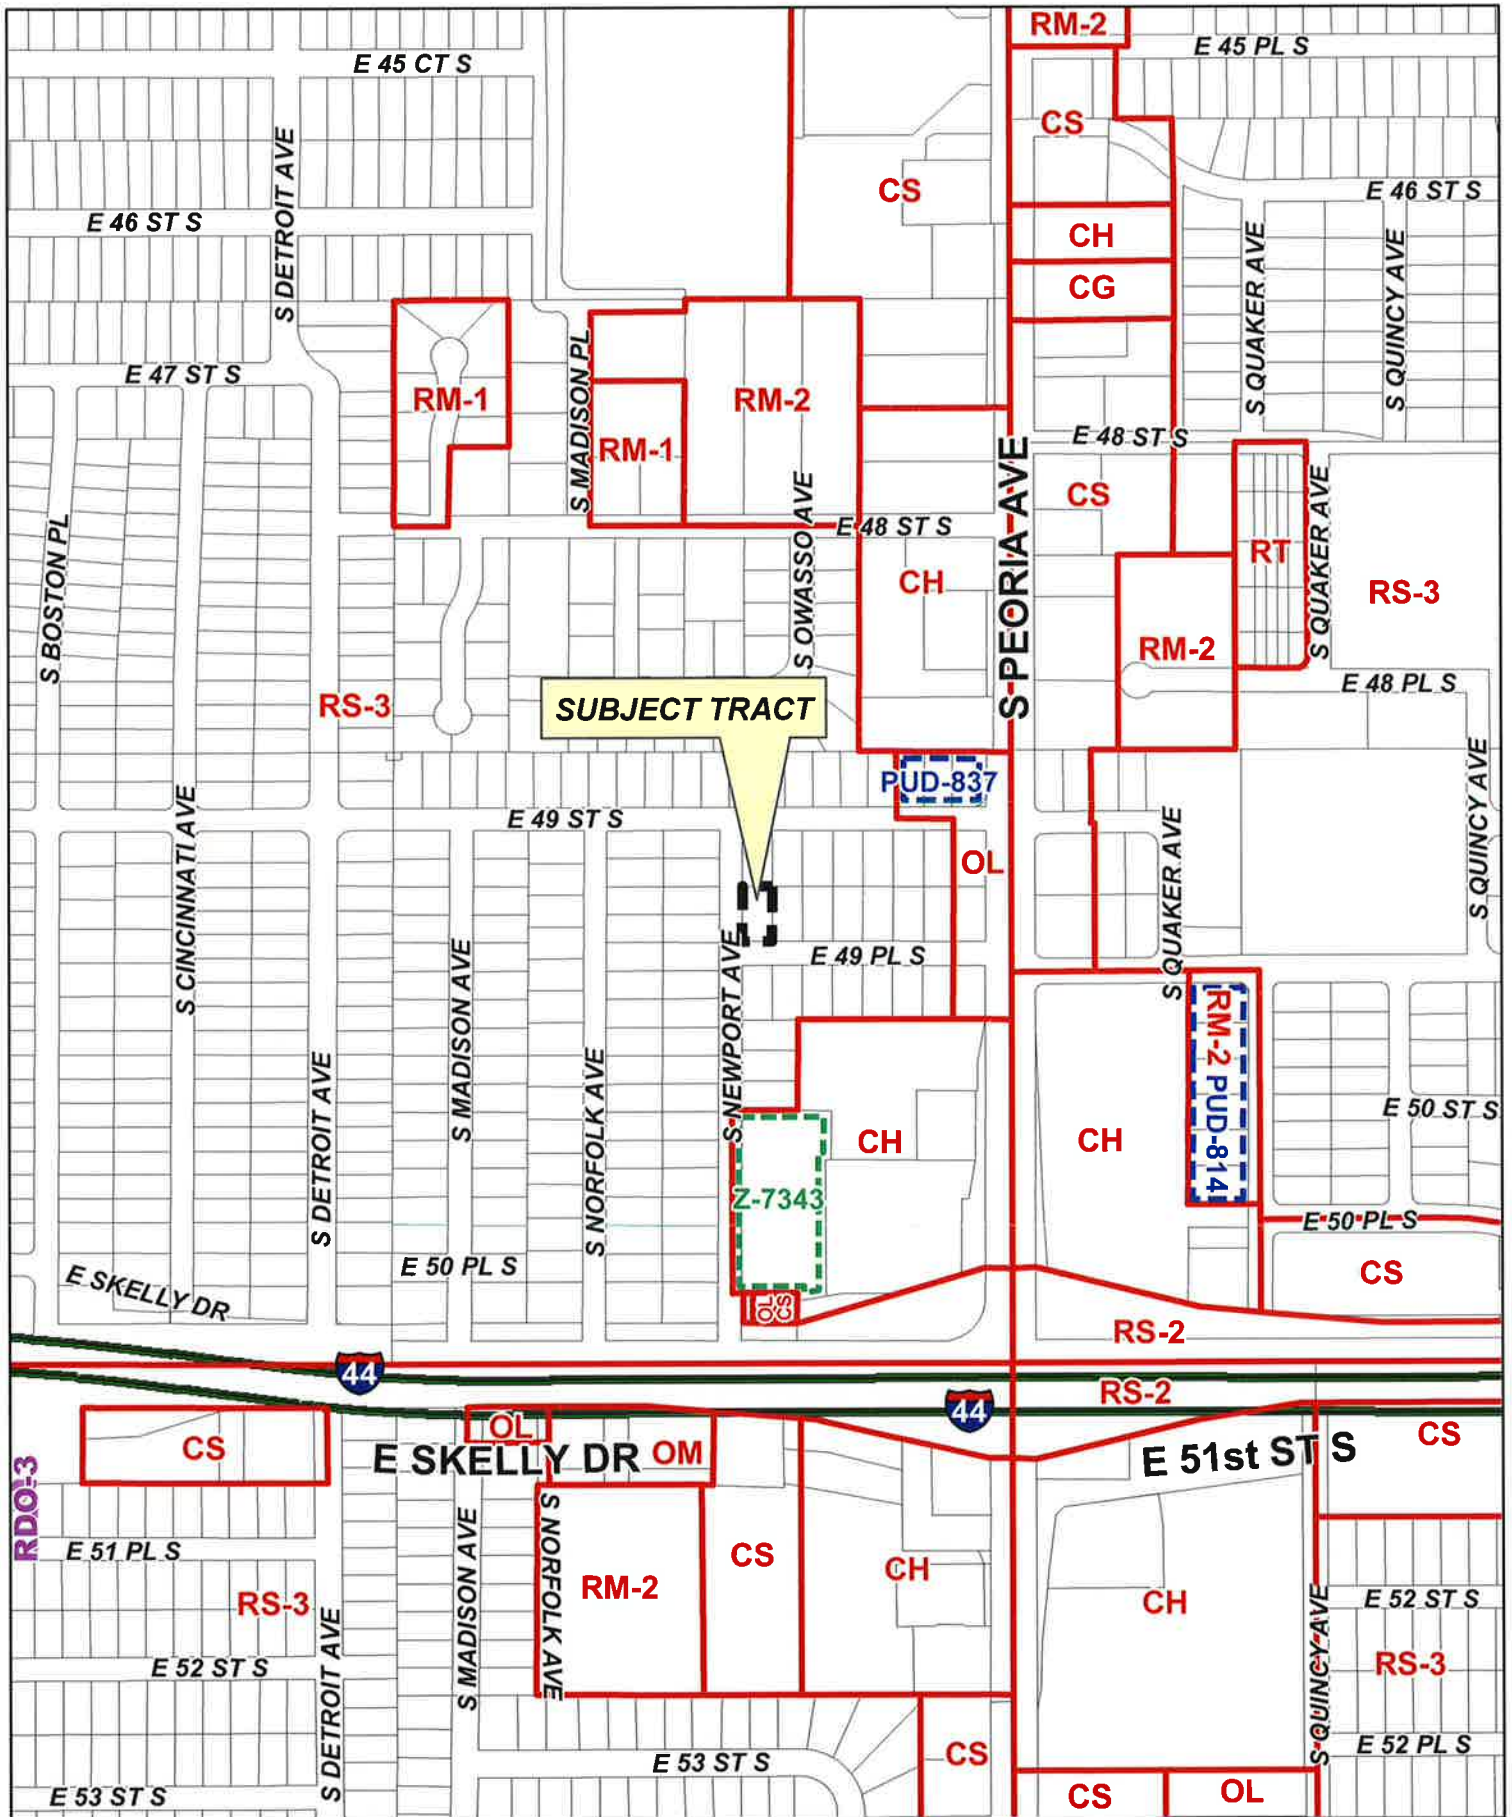 RM-2
E 45 PL S
E 45 CT S
CS
S DETROIT AVE
CS
E 46 ST S
E 46 ST S
CH
S QUAKER AVE
S QUINCY AVE
CG
S MADISON PL
E 47 ST S
RM-1
RM-2
RM-1
E 48 ST S
S PEORIA AVE
CS
S OWASSO AVE
E 48 ST S
S BOSTON PL
RT
S QUAKER AVE
CH
RS-3
RM-2
E 48 PL S
RS-3
SUBJECT TRACT
PUD-837
S QUINCY AVE
S CINCINNATI AVE
E 49 ST S
OL
S QUAKER AVE
S MADISON AVE
S NEWPORT AVE
E 49 PL S
RM-2 PUD-814
S DETROIT AVE
S NORFOLK AVE
E 50 ST S
CH
CH
Z-7343
E 50 PL S
E 50 PL S
E SKELLY DR
CS
OL
CS
RS-2
44
RS-2
44
OL
CS
E SKELLY DR
OM
E 51st ST S
CS
RDO-3
S MADISON AVE
S NORFOLK AVE
E 51 PL S
CS
RM-2
CH
CH
RS-3
E 52 ST S
S DETROIT AVE
S QUINCY AVE
E 52 ST S
RS-3
E 52 PL S
E 53 ST S
CS
E 53 ST S
CS
OL